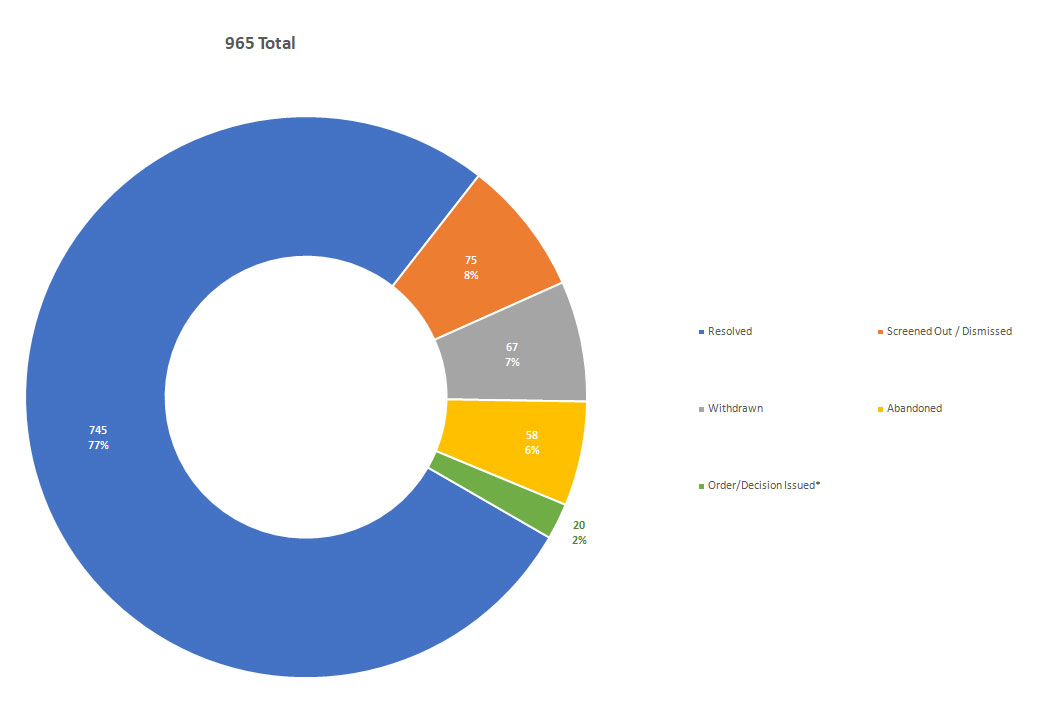 965 Total
75
8%
67
7%
745
77%
58
6%
20
2%
Resolved
Screened Out / Dismissed
Withdrawn
Abandoned
Order/Decision Issued*